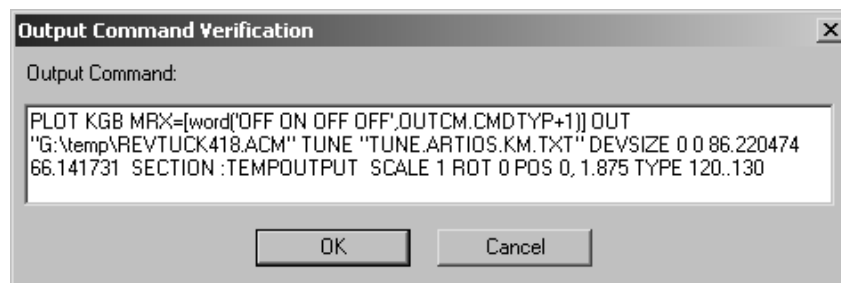 Output Command Verification
Output Command:
PLOT KGB MRX=[word('OFF ON OFF OFF',OUTCM.CMDTYP+1)] OUT
"G:\temp\REVTUCK418.ACM" TUNE "TUNE.ARTIOS.KM.TXT" DEVSIZE 0 0 86.220474
66.141731  SECTION :TEMPOUTPUT  SCALE 1 ROT 0 POS 0, 1.875 TYPE 120..130
OK
Cancel